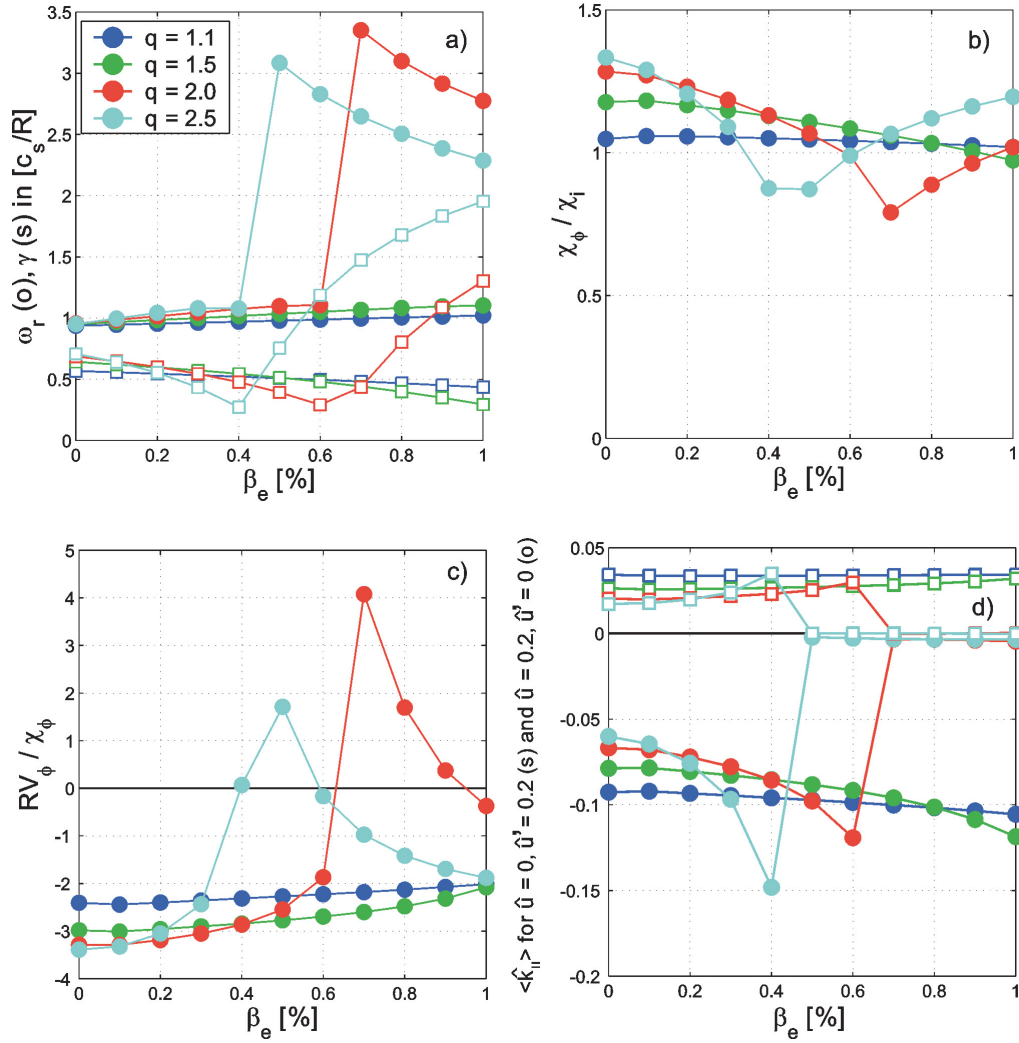 a)
q = 1.1
q = 1.5
q = 2.0
q = 2.5
ω_r (o), γ (s) in [c_s/R]
3.5
3
2.5
2
1.5
1
0.5
0
0 0.2 0.4 0.6 0.8 1
β_e [%]
b)
χ_ϕ / χ_i
1.5
1
0.5
0
0 0.2 0.4 0.6 0.8 1
β_e [%]
c)
RV_ϕ / χ_ϕ
5
4
3
2
1
0
-1
-2
-3
-4
0 0.2 0.4 0.6 0.8 1
β_e [%]
d)
<k̂_||> for û = 0, û' = 0.2 (s) and û = 0.2, û' = 0 (o)
0.05
0
-0.05
-0.1
-0.15
-0.2
0 0.2 0.4 0.6 0.8 1
β_e [%]